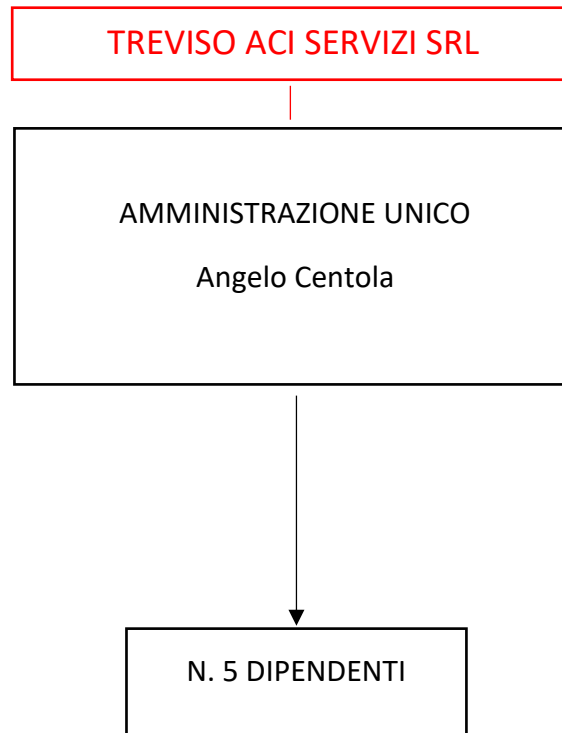 TREVISO ACI SERVIZI SRL
AMMINISTRAZIONE UNICO
Angelo Centola
N. 5 DIPENDENTI